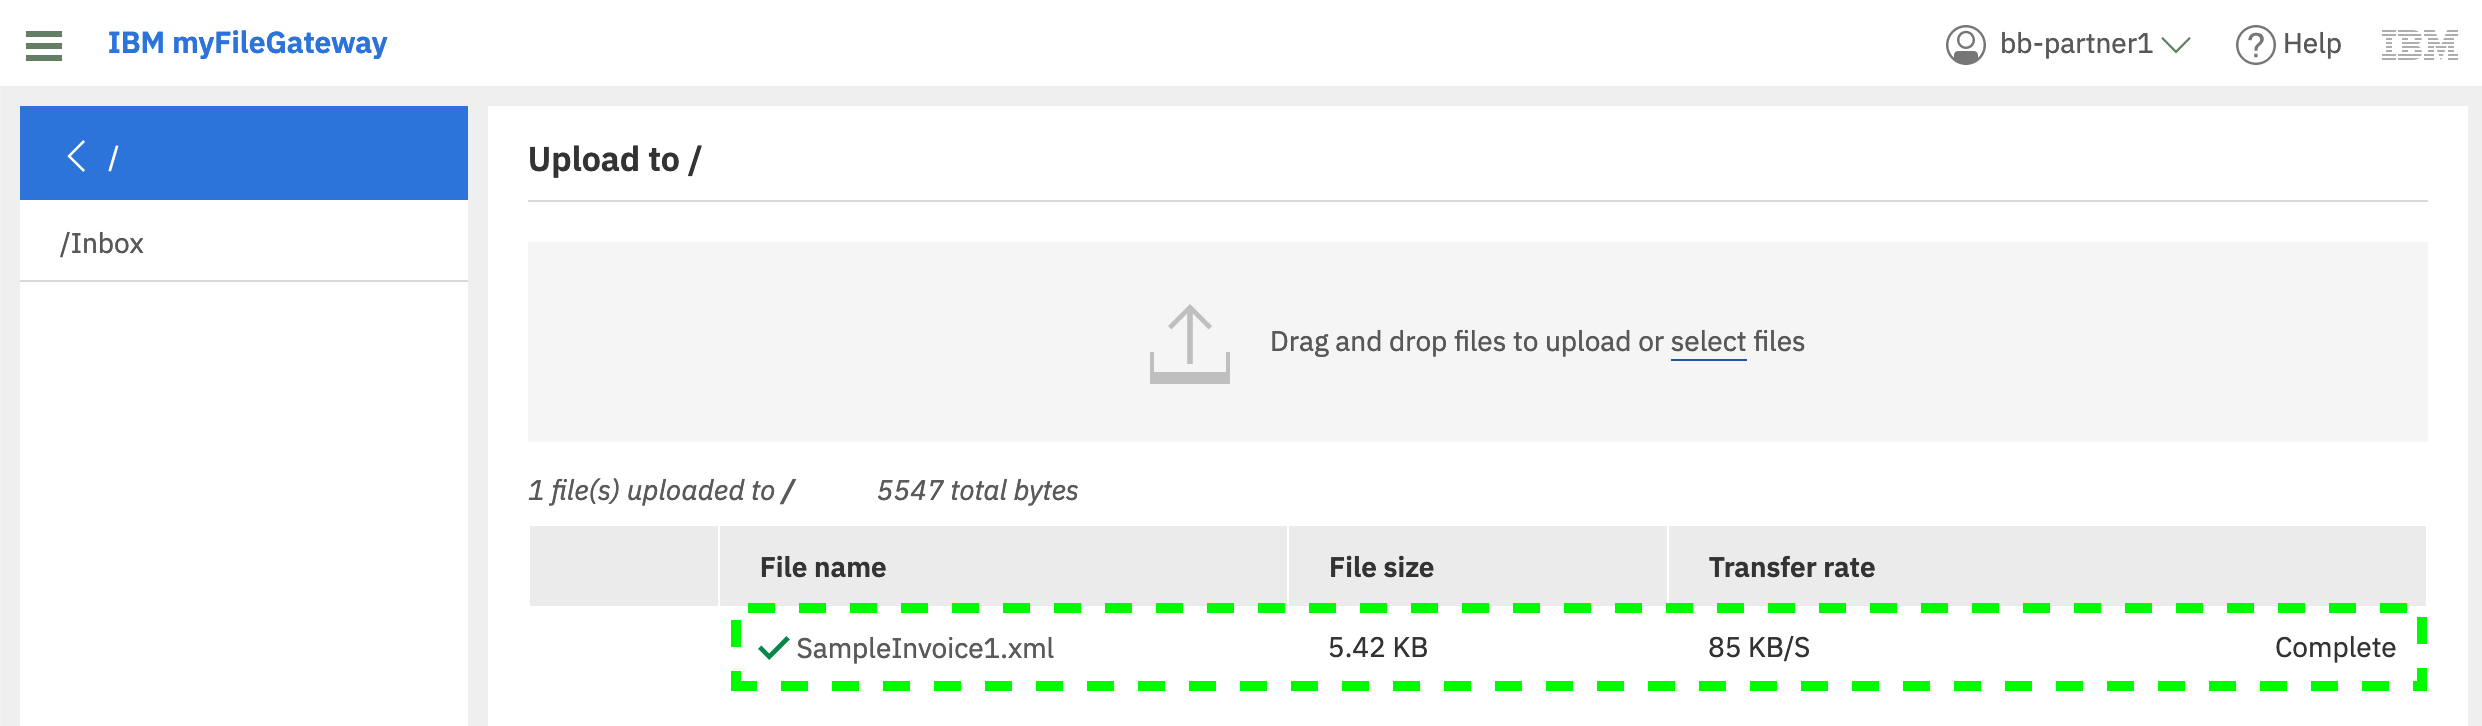 IBM myFileGateway
bb-partner1
? Help
IBM
/
/Inbox
Upload to /
Drag and drop files to upload or select files
1 file(s) uploaded to / 5547 total bytes
File name File size Transfer rate
SampleInvoice1.xml 5.42 KB 85 KB/S Complete